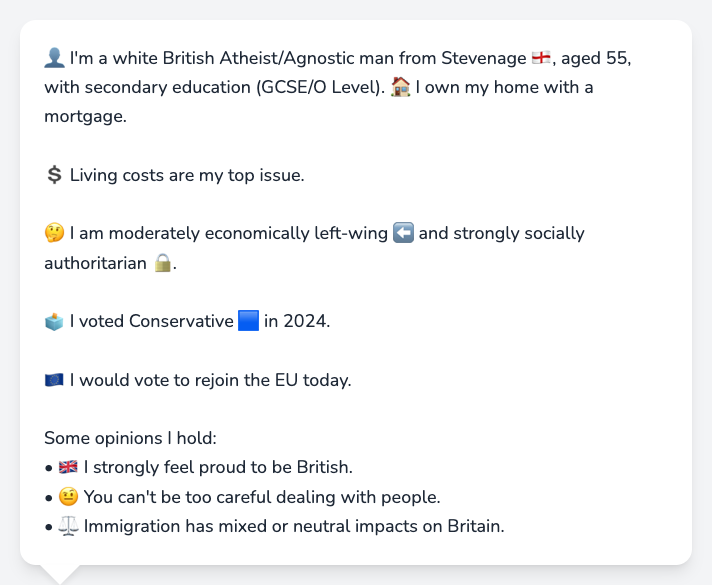 👤 I'm a white British Atheist/Agnostic man from Stevenage 🏴󠁧󠁢󠁥󠁮󠁧󠁿, aged 55,
with secondary education (GCSE/O Level). 🏠 I own my home with a
mortgage.
💲 Living costs are my top issue.
🤔 I am moderately economically left-wing ⬅️ and strongly socially
authoritarian 🔒.
🗳️ I voted Conservative 🟦 in 2024.
🇪🇺 I would vote to rejoin the EU today.
Some opinions I hold:
• 🇬🇧 I strongly feel proud to be British.
• 🤨 You can't be too careful dealing with people.
• ⚖️ Immigration has mixed or neutral impacts on Britain.